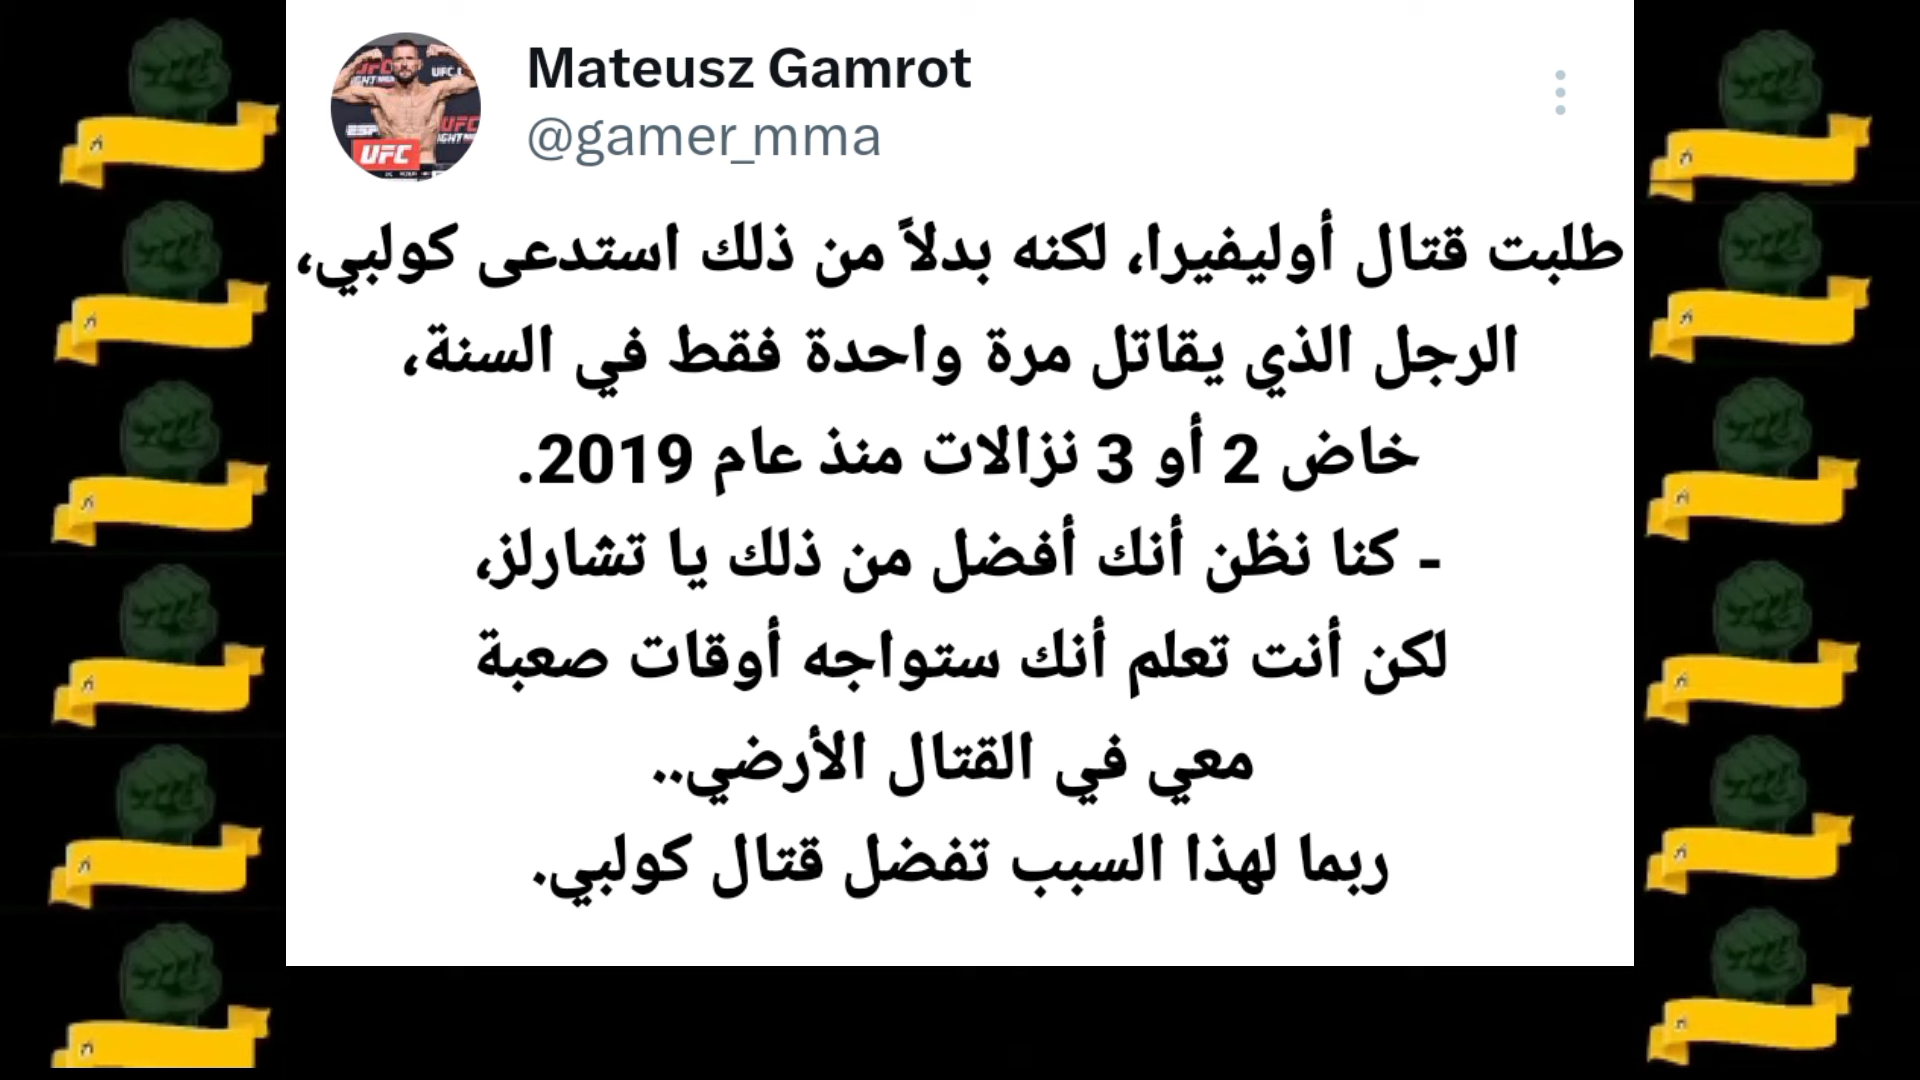 Mateusz Gamrot
@gamer_mma
طلبت قتال أوليفيرا، لكنه بدلاً من ذلك استدعى كولبي،
الرجل الذي يقاتل مرة واحدة فقط في السنة،
خاض 2 أو 3 نزالات منذ عام 2019.
- كنا نظن أنك أفضل من ذلك يا تشارلز،
لكن أنت تعلم أنك ستواجه أوقات صعبة
معي في القتال الأرضي..
ربما لهذا السبب تفضل قتال كولبي.
UFC